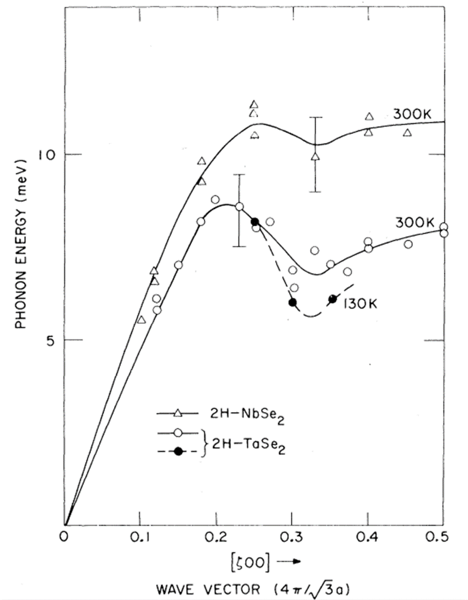 PHONON ENERGY (meV)
10
5
300K
300K
130K
2H-NbSe₂
2H-TaSe₂
0 0.1 0.2 0.3 0.4 0.5
[ζ00] →
WAVE VECTOR (4π/√3a)